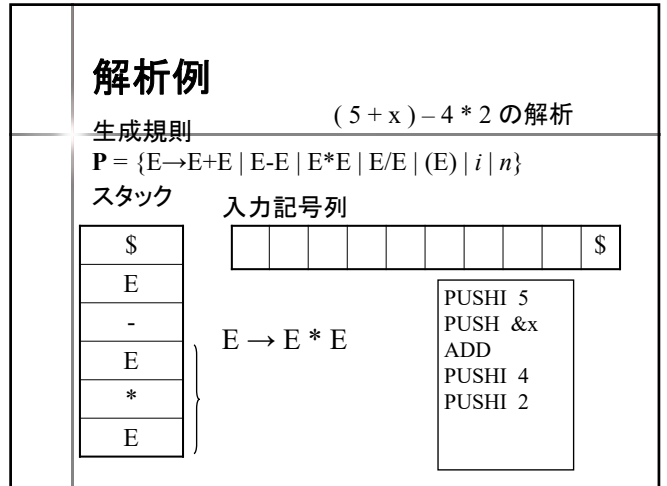 解析例
( 5 + x ) – 4 * 2 の解析
生成規則
P = {E→E+E | E-E | E*E | E/E | (E) | i | n}
スタック
入力記号列
$
E
-
E
*
E
$
E → E * E
PUSHI 5
PUSH &x
ADD
PUSHI 4
PUSHI 2